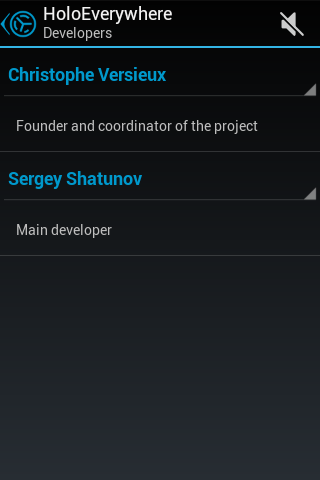 HoloEverywhere
Developers
Christophe Versieux
Founder and coordinator of the project
Sergey Shatunov
Main developer